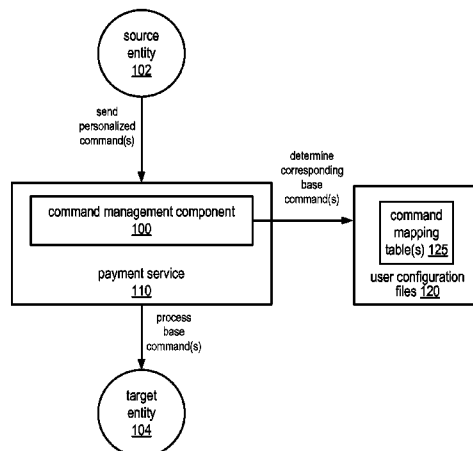 source
entity
102
send
personalized
command(s)
determine
corresponding
base
command(s)
command management component
100
payment service
110
command
mapping
table(s) 125
user configuration
files 120
process
base
command(s)
target
entity
104